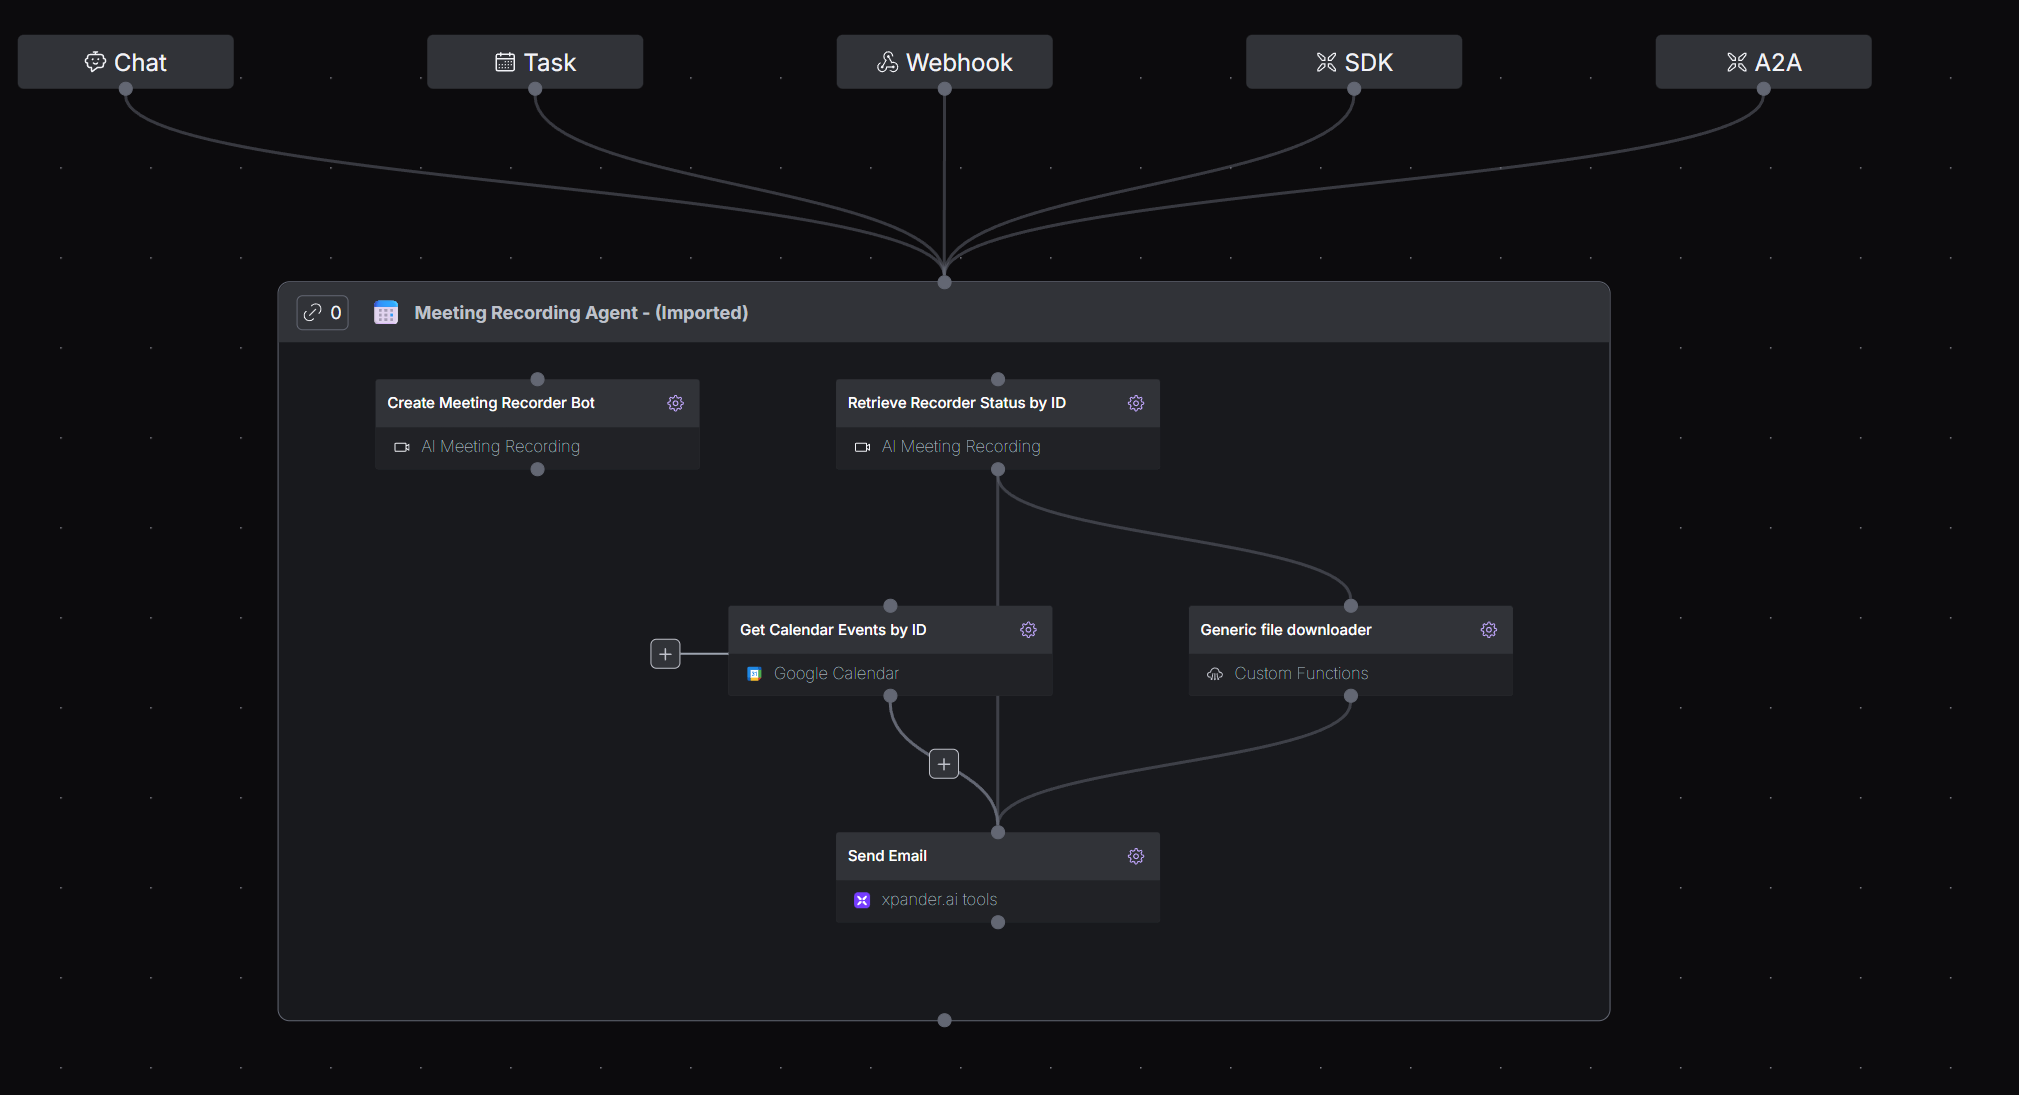 Chat
Task
Webhook
SDK
A2A
0
Meeting Recording Agent - (Imported)
Create Meeting Recorder Bot
AI Meeting Recording
Retrieve Recorder Status by ID
AI Meeting Recording
Get Calendar Events by ID
Google Calendar
Generic file downloader
Custom Functions
Send Email
xpander.ai tools